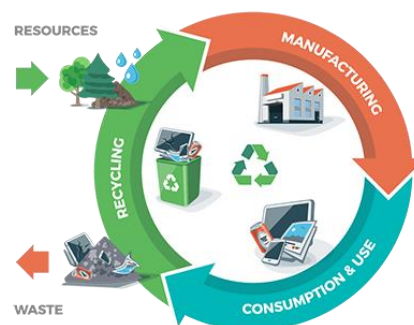 RESOURCES
MANUFACTURING
RECYCLING
CONSUMPTION & USE
WASTE